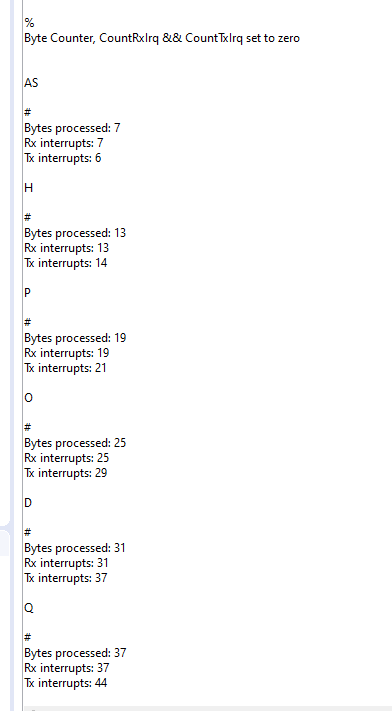 %
Byte Counter, CountRxIrq && CountTxIrq set to zero
AS
#
Bytes processed: 7
Rx interrupts: 7
Tx interrupts: 6
H
#
Bytes processed: 13
Rx interrupts: 13
Tx interrupts: 14
P
#
Bytes processed: 19
Rx interrupts: 19
Tx interrupts: 21
O
#
Bytes processed: 25
Rx interrupts: 25
Tx interrupts: 29
D
#
Bytes processed: 31
Rx interrupts: 31
Tx interrupts: 37
Q
#
Bytes processed: 37
Rx interrupts: 37
Tx interrupts: 44